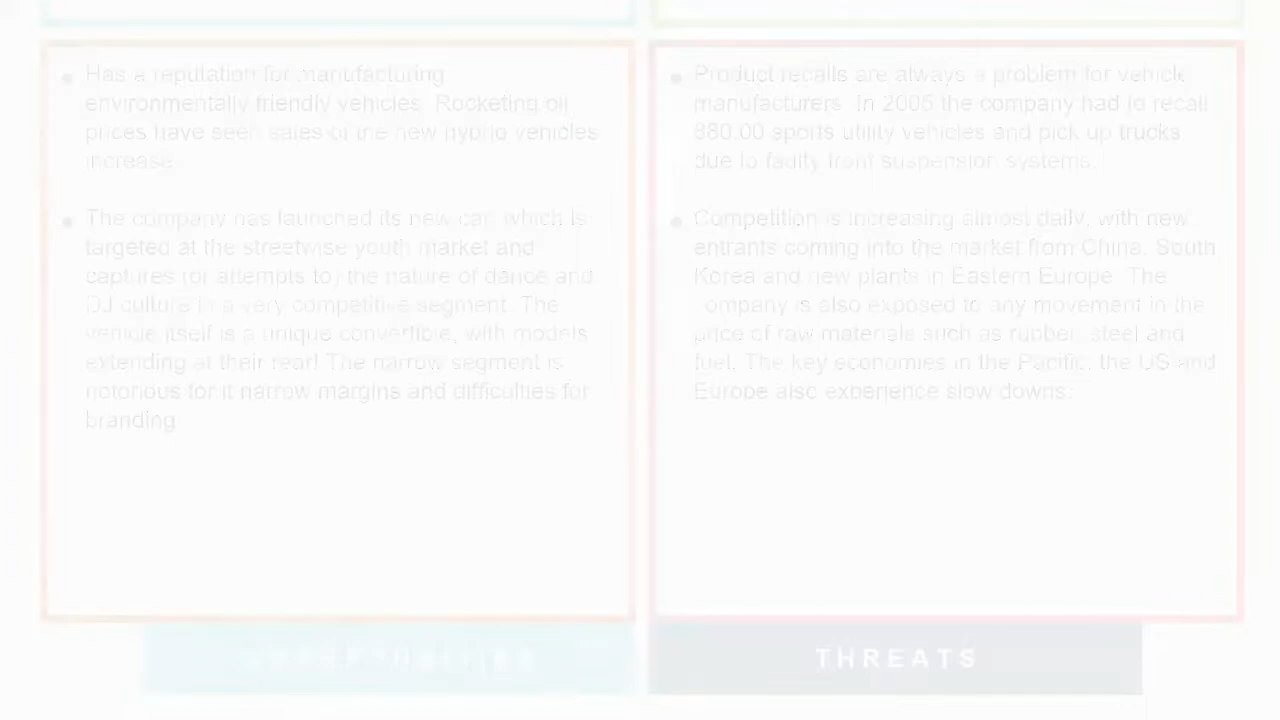 Has a reputation for manufacturing
environmentally friendly vehicles. Rocketing oil
prices have seen sales of the new hybrid vehicles
increase.
The company has launched its new car, which is
targeted at the streetwise youth market and
captures (or attempts to) the nature of dance and
DJ culture in a very competitive segment. The
vehicle itself is a unique convertible, with models
extending at their rear! The narrow segment is
notorious for it narrow margins and difficulties for
branding.
Product recalls are always a problem for vehicle
manufacturers. In 2005 the company had to recall
880.00 sports utility vehicles and pick up trucks
due to faulty front suspension systems.
Competition is increasing almost daily, with new
entrants coming into the market from China, South
Korea and new plants in Eastern Europe. The
company is also exposed to any movement in the
price of raw materials such as rubber, steel and
fuel. The key economies in the Pacific, the US and
Europe also experience slow downs.
THREATS